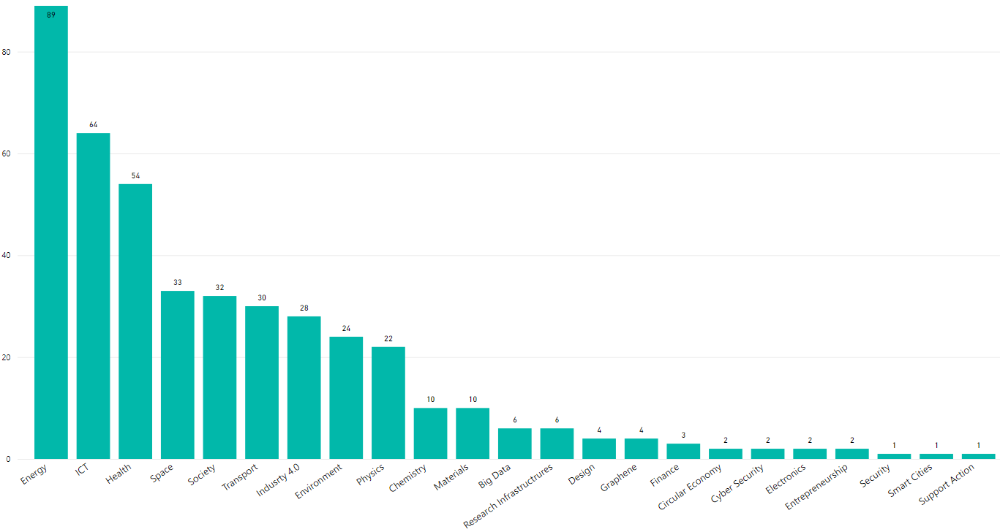 89
80
64
60
54
40
33
32
30
28
24
22
20
10
10
6
6
4
4
3
2
2
2
2
1
1
1
0
Energy
ICT
Health
Space
Society
Transport
Indusrty 4.0
Environment
Physics
Chemistry
Materials
Big Data
Research Infrastructrures
Design
Graphene
Finance
Circular Economy
Cyber Security
Electronics
Entrepreneurship
Security
Smart Cities
Support Action